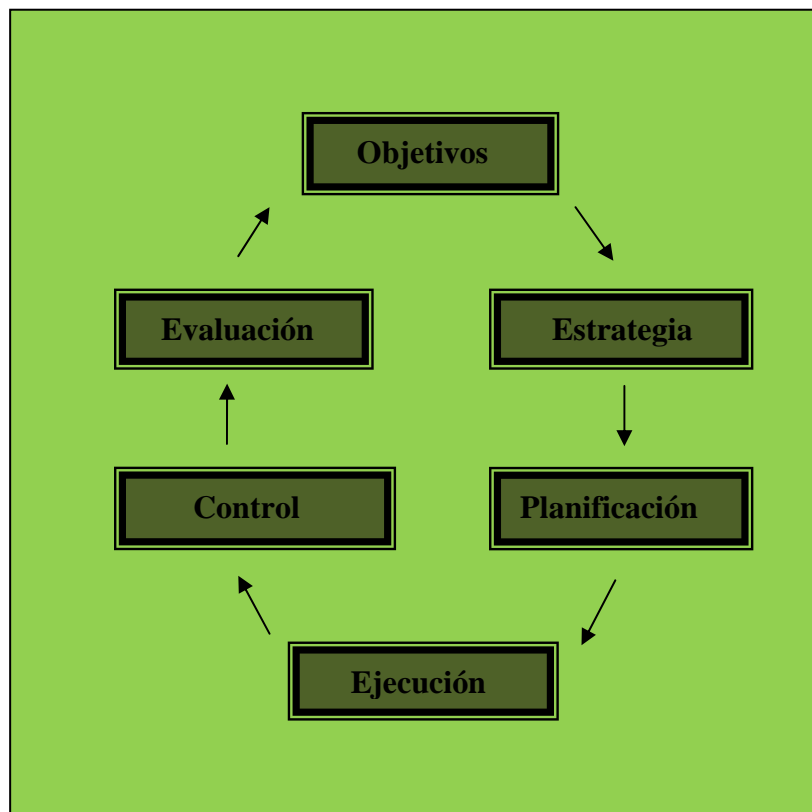 Objetivos
Evaluación
Estrategia
Control
Planificación
Ejecución